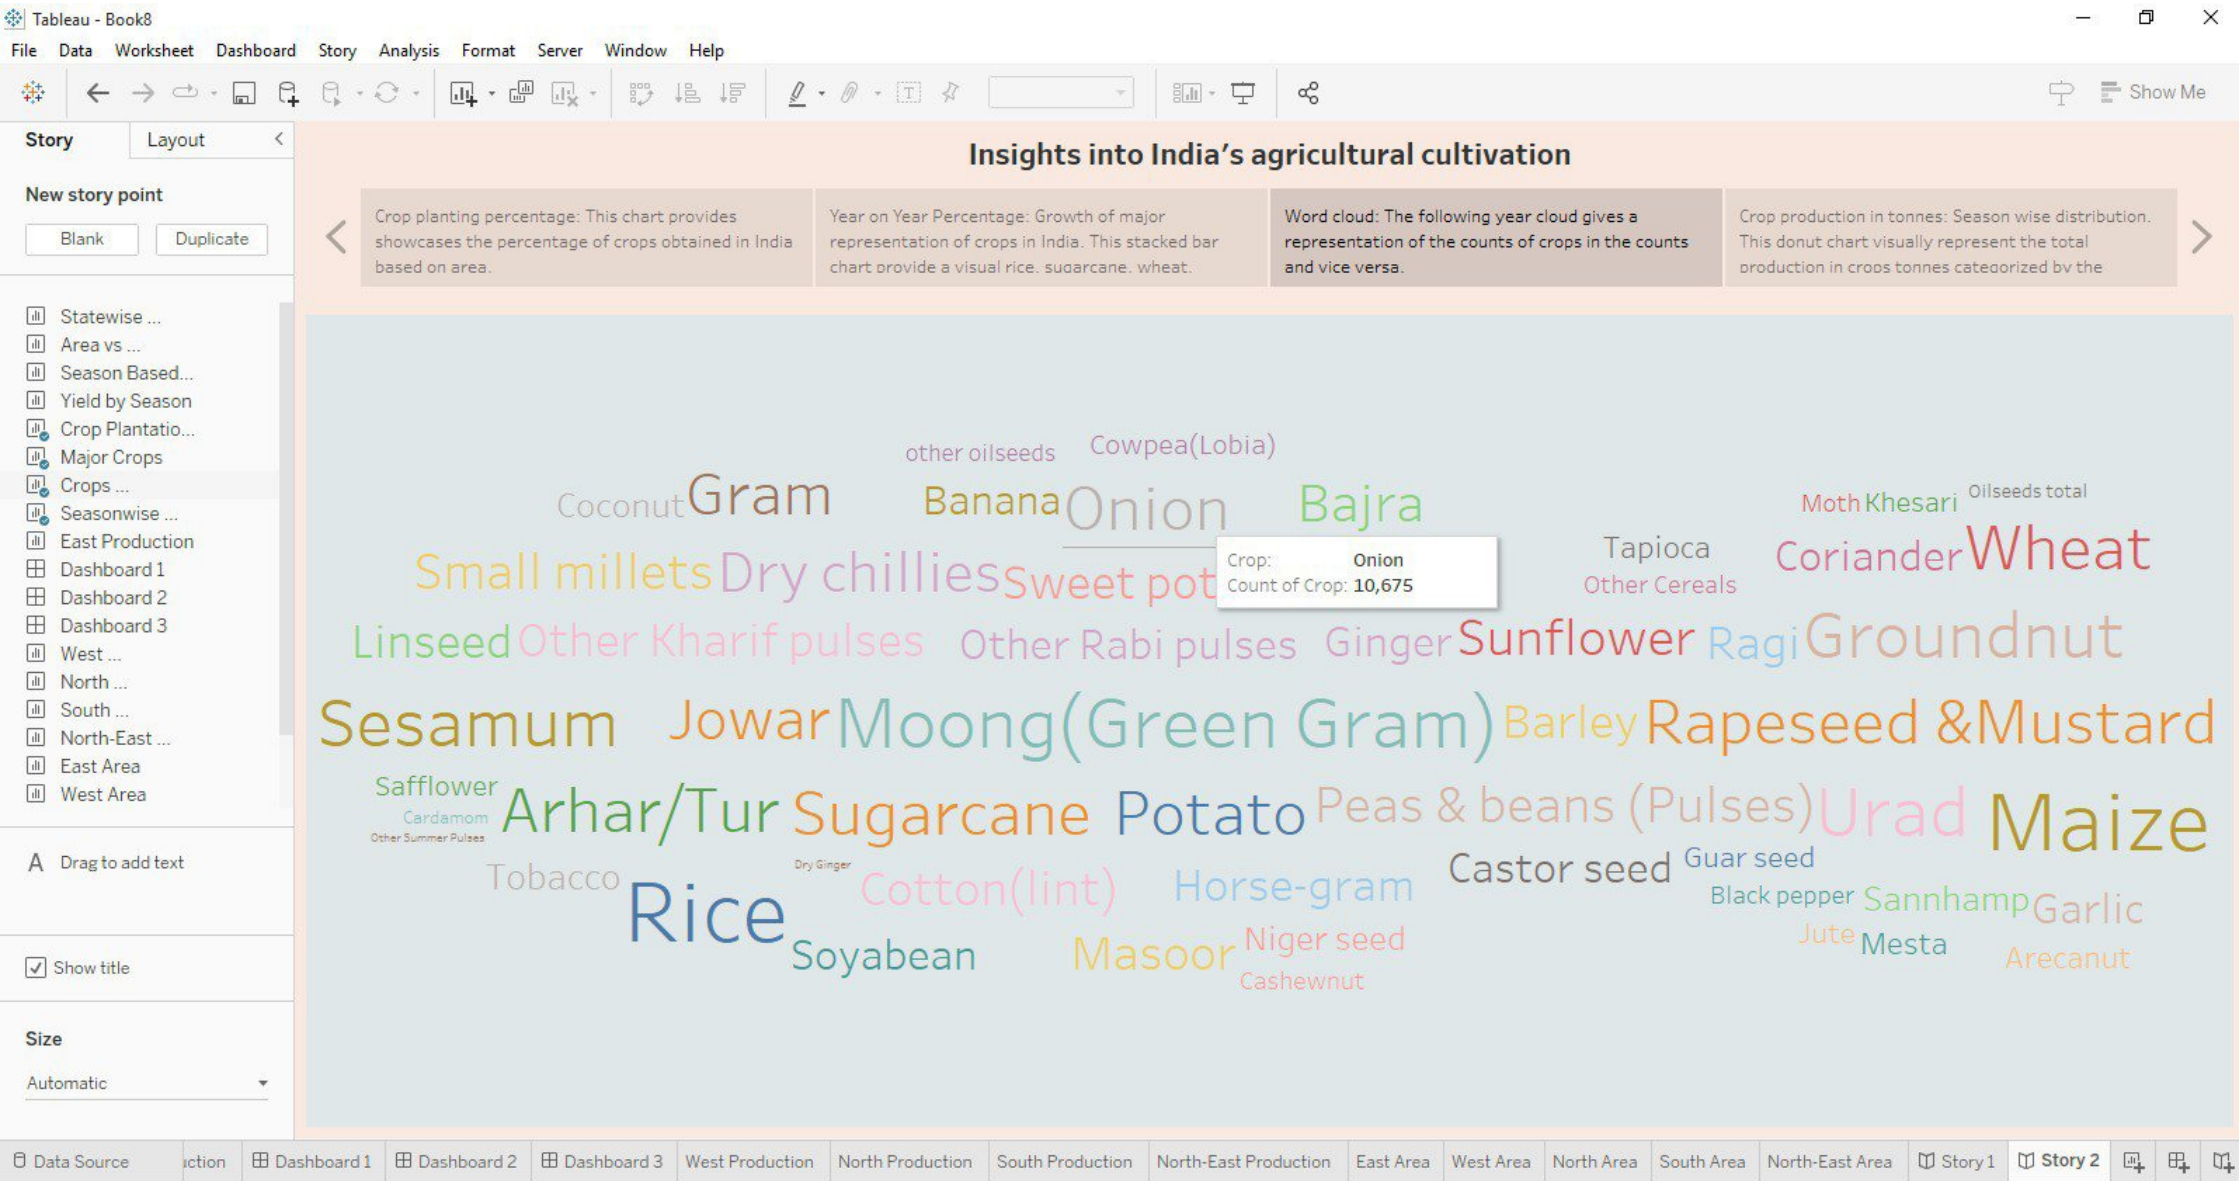 Tableau - Book8
File Data Worksheet Dashboard Story Analysis Format Server Window Help
Show Me
Story Layout
New story point
Blank Duplicate
Statewise ...
Area vs ...
Season Based...
Yield by Season
Crop Plantatio...
Major Crops
Crops ...
Seasonwise ...
East Production
Dashboard 1
Dashboard 2
Dashboard 3
West ...
North ...
South ...
North-East ...
East Area
West Area
A Drag to add text
Show title
Size
Automatic
Insights into India's agricultural cultivation
Crop planting percentage: This chart provides
showcases the percentage of crops obtained in India
based on area.
Year on Year Percentage: Growth of major
representation of crops in India. This stacked bar
chart provide a visual rice, sugarcane, wheat,
Word cloud: The following year cloud gives a
representation of the counts of crops in the counts
and vice versa.
Crop production in tonnes: Season wise distribution.
This donut chart visually represent the total
production in crops tonnes categorized by the
other oilseeds Cowpea(Lobia)
Coconut Gram Banana Onion Bajra Moth Khesari Oilseeds total
Small millets Dry chillies Sweet pot Tapioca Coriander Wheat
Crop: Onion
Count of Crop: 10,675
Other Cereals
Linseed Other Kharif pulses Other Rabi pulses Ginger Sunflower Ragi Groundnut
Sesamum Jowar Moong(Green Gram) Barley Rapeseed &Mustard
Safflower
Cardamom Arhar/Tur Sugarcane Potato Peas & beans (Pulses) Urad Maize
Other Summer Pulses
Tobacco Dry Ginger Cotton(lint) Horse-gram Castor seed Guar seed
Black pepper Sannhamp Garlic
Rice Soyabean Masoor Niger seed Jute Mesta Arecanut
Cashewnut
Data Source iction Dashboard 1 Dashboard 2 Dashboard 3 West Production North Production South Production North-East Production East Area West Area North Area South Area North-East Area Story 1 Story 2